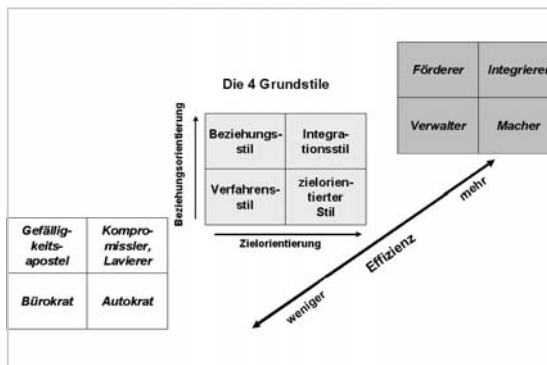 Die 4 Grundstile
Förderer
Integrierer
Verwalter
Macher
Beziehungsorientierung
Beziehungs-
stil
Integra-
tionsstil
Verfahrens-
stil
zielorien-
tierter
Stil
Zielorientierung
Gefällig-
keits-
apostel
Kompro-
missler,
Lavierer
Bürokrat
Autokrat
weniger
Effizienz
mehr